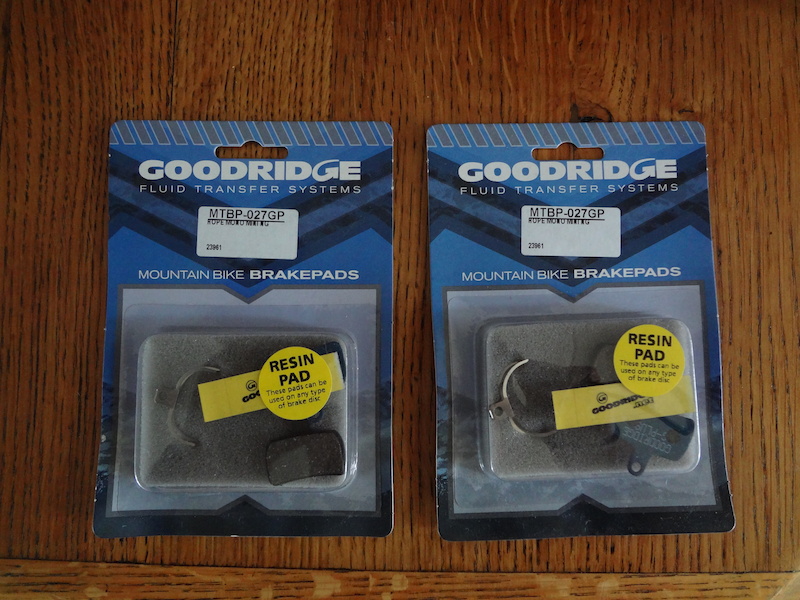 GOODRIDGE
FLUID TRANSFER SYSTEMS
MTBP-027GP
23961
MOUNTAIN BIKE BRAKEPADS
RESIN
PAD
These pads can be
used on any type
of brake disc
GOODRIDGE
FLUID TRANSFER SYSTEMS
MTBP-027GP
23961
MOUNTAIN BIKE BRAKEPADS
RESIN
PAD
These pads can be
used on any type of
brake disc
GOODRIDGE